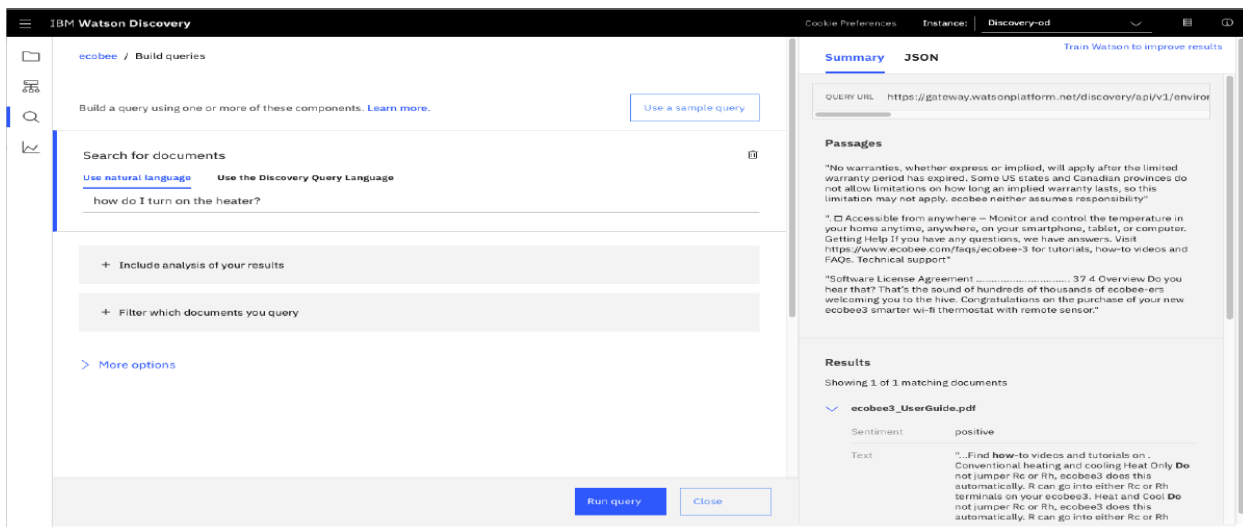 IBM Watson Discovery
Cookie Preferences
Instance:
Discovery-od
ecobee / Build queries
Build a query using one or more of these components. Learn more.
Use a sample query
Search for documents
Use natural language
Use the Discovery Query Language
how do I turn on the heater?
+ Include analysis of your results
+ Filter which documents you query
> More options
Run query
Close
Train Watson to improve results
Summary
JSON
QUERY URL https://gateway.watsonplatform.net/discovery/api/v1/enviror
Passages
"No warranties, whether express or implied, will apply after the limited
warranty period has expired. Some US states and Canadian provinces do
not allow limitations on how long an implied warranty lasts, so this
limitation may not apply. ecobee neither assumes responsibility"
". □ Accessible from anywhere – Monitor and control the temperature in
your home anytime, anywhere, on your smartphone, tablet, or computer.
Getting Help If you have any questions, we have answers. Visit
https://www.ecobee.com/faqs/ecobee-3 for tutorials, how-to videos and
FAQs. Technical support"
"Software License Agreement ................................ 37 4 Overview Do you
hear that? That's the sound of hundreds of thousands of ecobee-ers
welcoming you to the hive. Congratulations on the purchase of your new
ecobee3 smarter wi-fi thermostat with remote sensor."
Results
Showing 1 of 1 matching documents
ecobee3_UserGuide.pdf
Sentiment
positive
Text
"...Find how-to videos and tutorials on .
Conventional heating and cooling Heat Only Do
not jumper Rc or Rh, ecobee3 does this
automatically. R can go into either Rc or Rh
terminals on your ecobee3. Heat and Cool Do
not jumper Rc or Rh, ecobee3 does this
automatically. R can go into either Rc or Rh